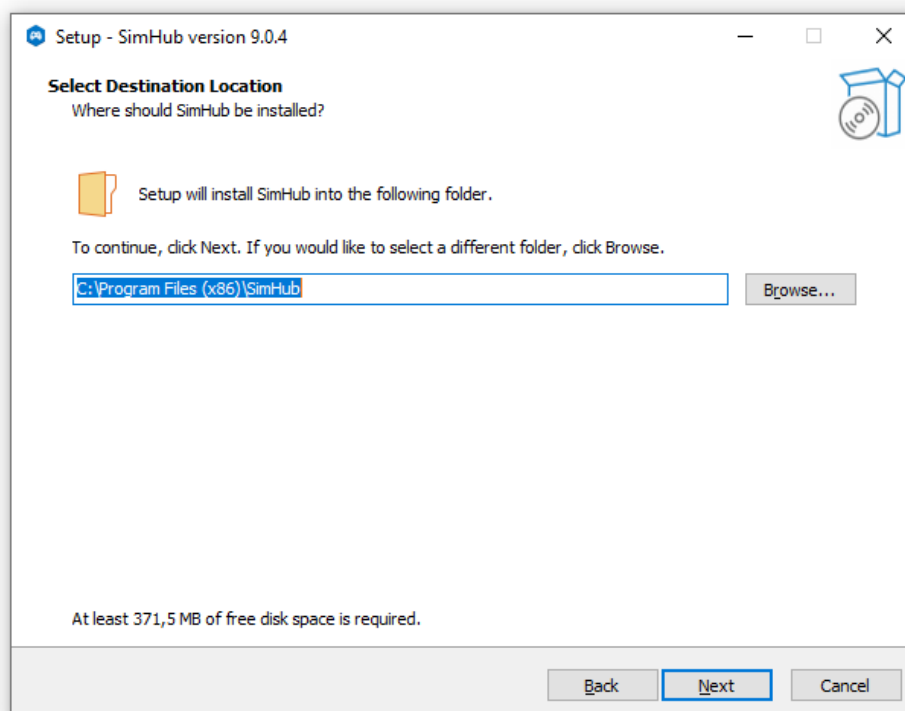 Setup - SimHub version 9.0.4
Select Destination Location
Where should SimHub be installed?
Setup will install SimHub into the following folder.
To continue, click Next. If you would like to select a different folder, click Browse.
C:\Program Files (x86)\SimHub
Browse...
At least 371,5 MB of free disk space is required.
Back
Next
Cancel